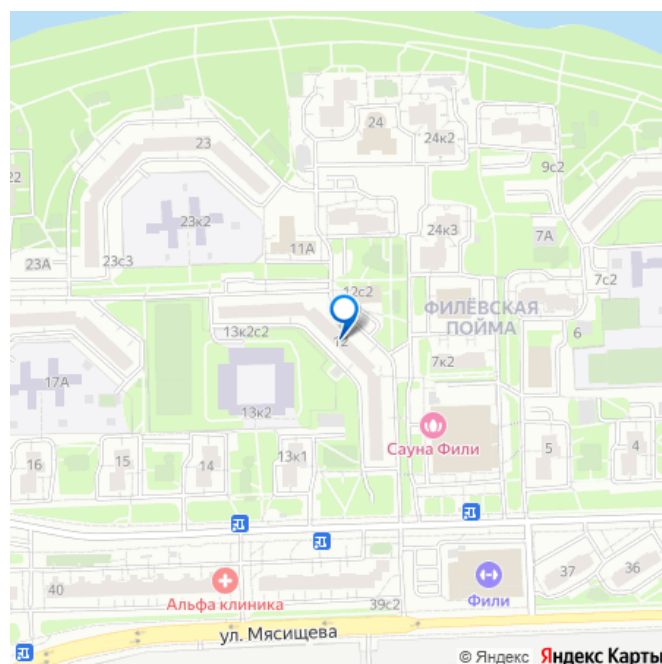 24
23
24к2
22
9с2
23к2
24к3
11А
7А
23А
23с3
7с2
12с2
ФИЛЁВСКАЯ
ПОЙМА
13к2с2
12
6
7к2
17А
13к2
Сауна Фили
5
4
16
15
14
13к1
37
36
40
Альфа клиника
39с2
Фили
ул. Мясищева
© Яндекс Яндекс Карты